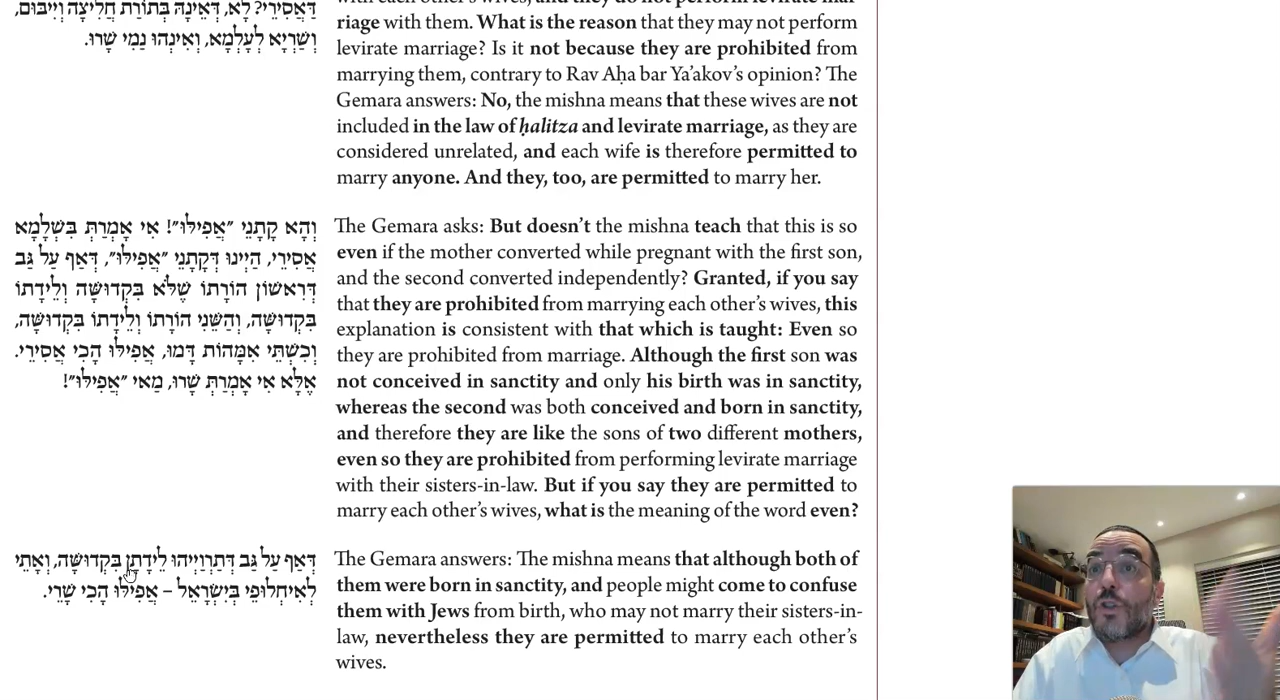 דַּאֲסִירִי? לָא, דְּאֵינָהּ בְּתוֹרַת חֲלִיצָה וְיִיבּוּם,
וְשַׁרְיָא לְעָלְמָא, וְאִינְהוּ נַמִי שָׁרוּ.
riage with them. What is the reason that they may not perform
levirate marriage? Is it not because they are prohibited from
marrying them, contrary to Rav Aḥa bar Ya’akov’s opinion? The
Gemara answers: No, the mishna means that these wives are not
included in the law of ḥalitza and levirate marriage, as they are
considered unrelated, and each wife is therefore permitted to
marry anyone. And they, too, are permitted to marry her.
וְהָא קָתָנֵי ״אֲפִילּוּ״! אִי אָמְרַתְּ בִּשְׁלָמָא
אֲסִירִי, הַיְינוּ דְּקָתָנֵי ״אֲפִילּוּ״, דְּאַף עַל גַּב
דְּרִאשׁוֹן הוֹרָתוֹ שֶׁלֹּא בִּקְדוּשָּׁה וְלֵידָתוֹ
בִּקְדוּשָּׁה, וְהַשֵּׁנִי הוֹרָתוֹ וְלֵידָתוֹ בִּקְדוּשָּׁה,
וְכִשְׁתֵּי אִמָּהוֹת דָּמוּ, אֲפִילּוּ הָכִי אֲסִירִי.
אֶלָּא אִי אָמְרַתְּ שָׁרוּ, מַאי ״אֲפִילּוּ״!
The Gemara asks: But doesn’t the mishna teach that this is so
even if the mother converted while pregnant with the first son,
and the second converted independently? Granted, if you say
that they are prohibited from marrying each other’s wives, this
explanation is consistent with that which is taught: Even so
they are prohibited from marriage. Although the first son was
not conceived in sanctity and only his birth was in sanctity,
whereas the second was both conceived and born in sanctity,
and therefore they are like the sons of two different mothers,
even so they are prohibited from performing levirate marriage
with their sisters-in-law. But if you say they are permitted to
marry each other’s wives, what is the meaning of the word even?
דְּאַף עַל גַּב דְּתַרְוַיְיהוּ לֵידָתָן בִּקְדוּשָּׁה, וְאָתֵי
לְאִיחַלּוּפֵי בְּיִשְׂרָאֵל – אֲפִילּוּ הָכִי שָׁרֵי.
The Gemara answers: The mishna means that although both of
them were born in sanctity, and people might come to confuse
them with Jews from birth, who may not marry their sisters-in-
law, nevertheless they are permitted to marry each other’s
wives.